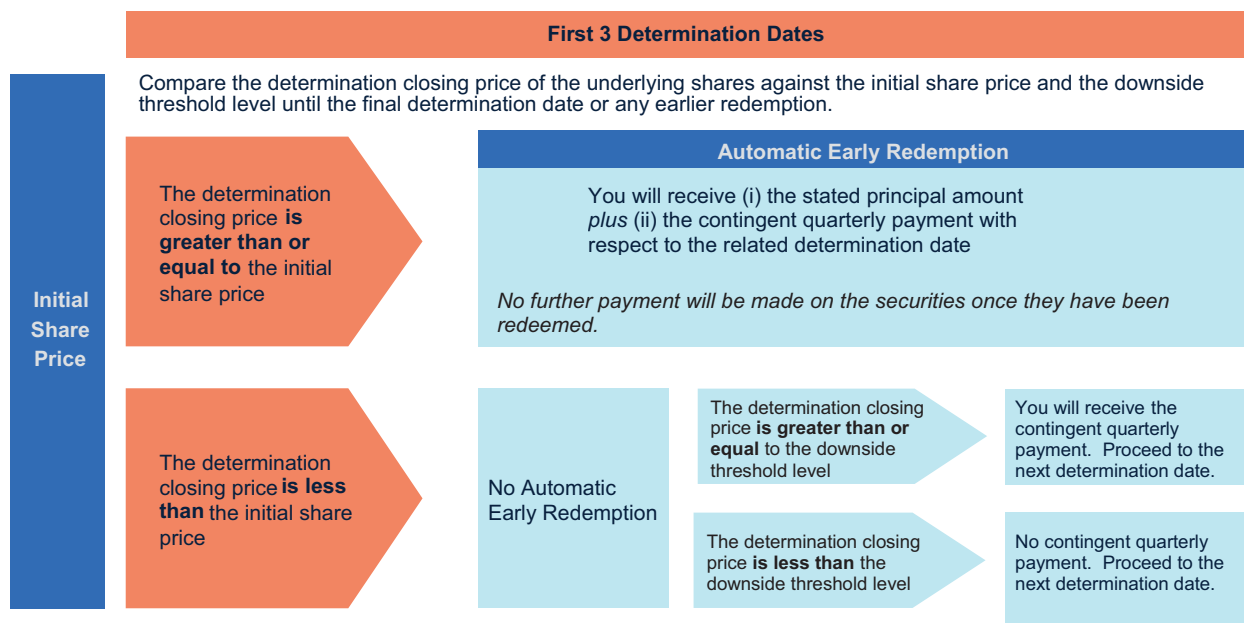 First 3 Determination Dates
Compare the determination closing price of the underlying shares against the initial share price and the downside
threshold level until the final determination date or any earlier redemption.
Initial
Share
Price
The determination
closing price is
greater than or
equal to the initial
share price
Automatic Early Redemption
You will receive (i) the stated principal amount
plus (ii) the contingent quarterly payment with
respect to the related determination date
No further payment will be made on the securities once they have been
redeemed.
The determination
closing price is less
than the initial share
price
No Automatic
Early Redemption
The determination closing
price is greater than or
equal to the downside
threshold level
You will receive the
contingent quarterly
payment.  Proceed to the
next determination date.
The determination closing
price is less than the
downside threshold level
No contingent quarterly
payment.  Proceed to the
next determination date.